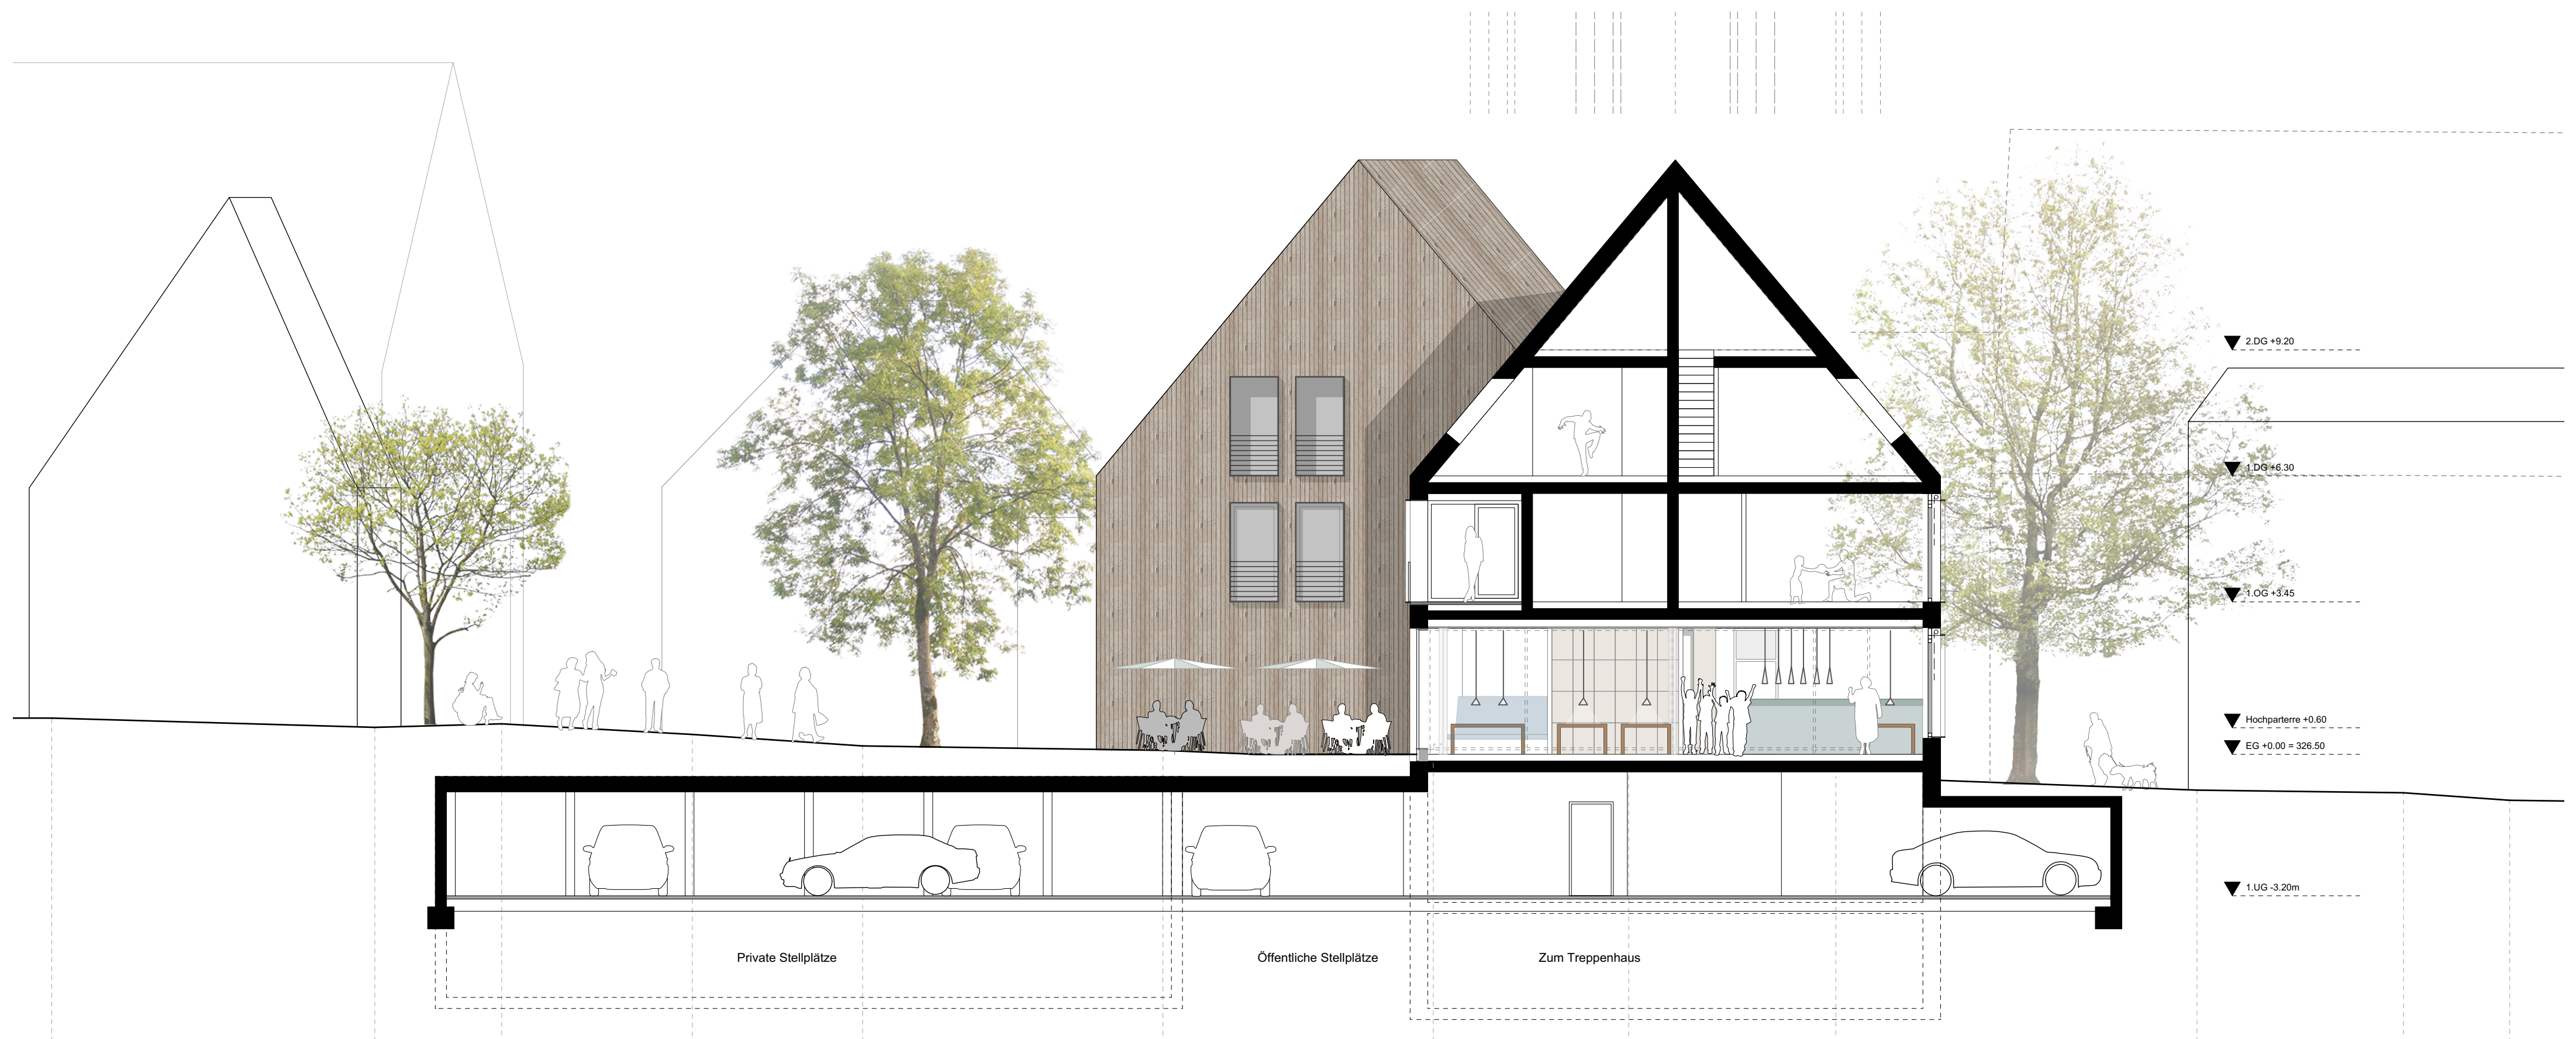 2.DG +9.20
1.DG +6.30
1.OG +3.45
Hochparterre +0.60
EG +0.00 = 326.50
1.UG -3.20m
Private Stellplätze
Öffentliche Stellplätze
Zum Treppenhaus